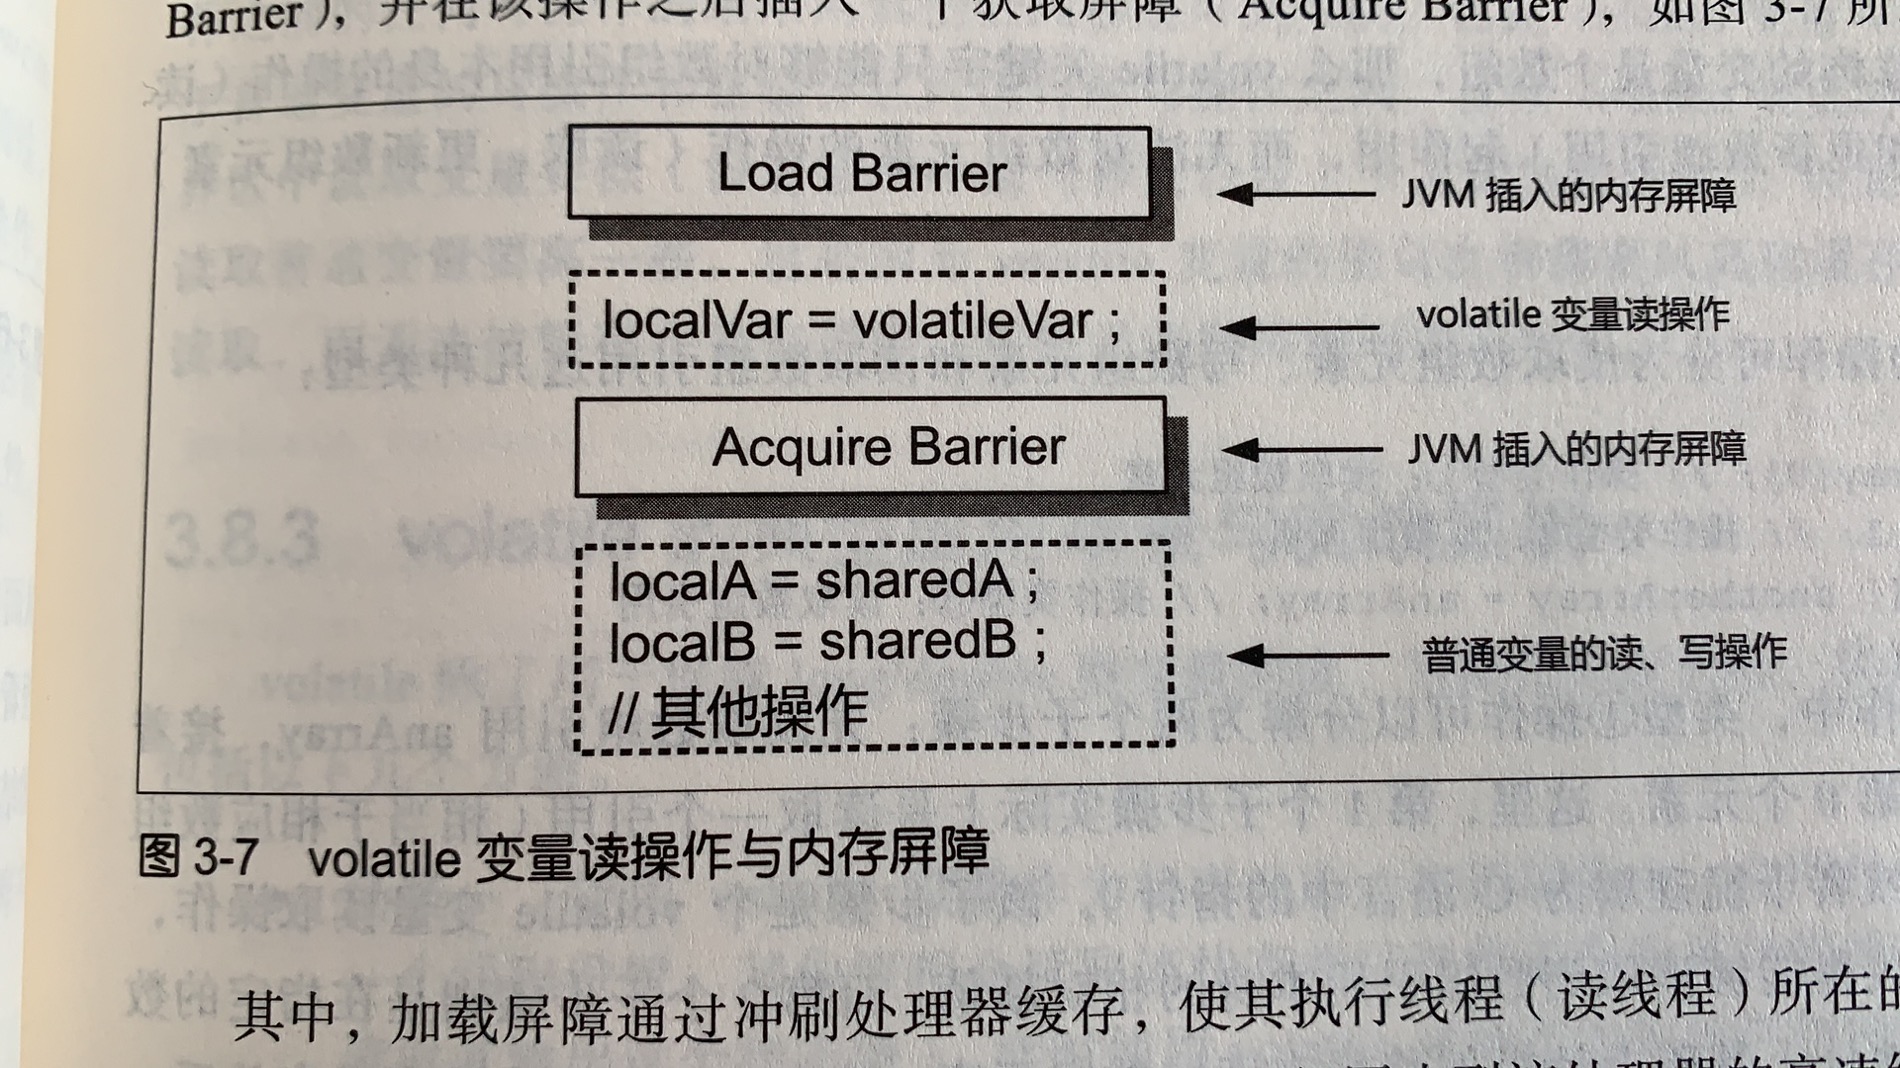 Barrier），并在该操作之后插入一个获取屏障（Acquire Barrier），如图 3-7 所
Load Barrier
JVM 插入的内存屏障
localVar = volatileVar ;
volatile 变量读操作
Acquire Barrier
JVM 插入的内存屏障
localA = sharedA ;
localB = sharedB ;
// 其他操作
普通变量的读、写操作
图 3-7 volatile 变量读操作与内存屏障
其中，加载屏障通过冲刷处理器缓存，使其执行线程（读线程）所在的